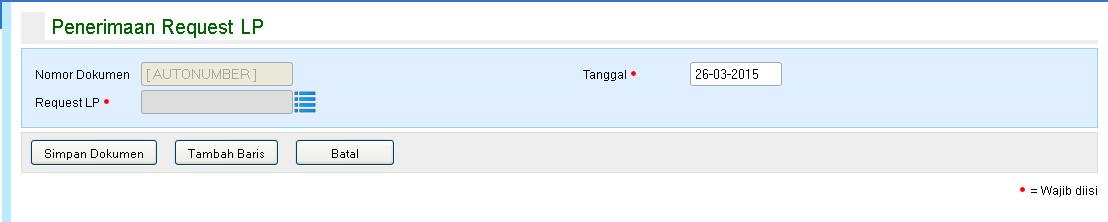 Penerimaan Request LP
Nomor Dokumen [ AUTONUMBER ] Tanggal • 26-03-2015
Request LP •
Simpan Dokumen Tambah Baris Batal
• = Wajib diisi